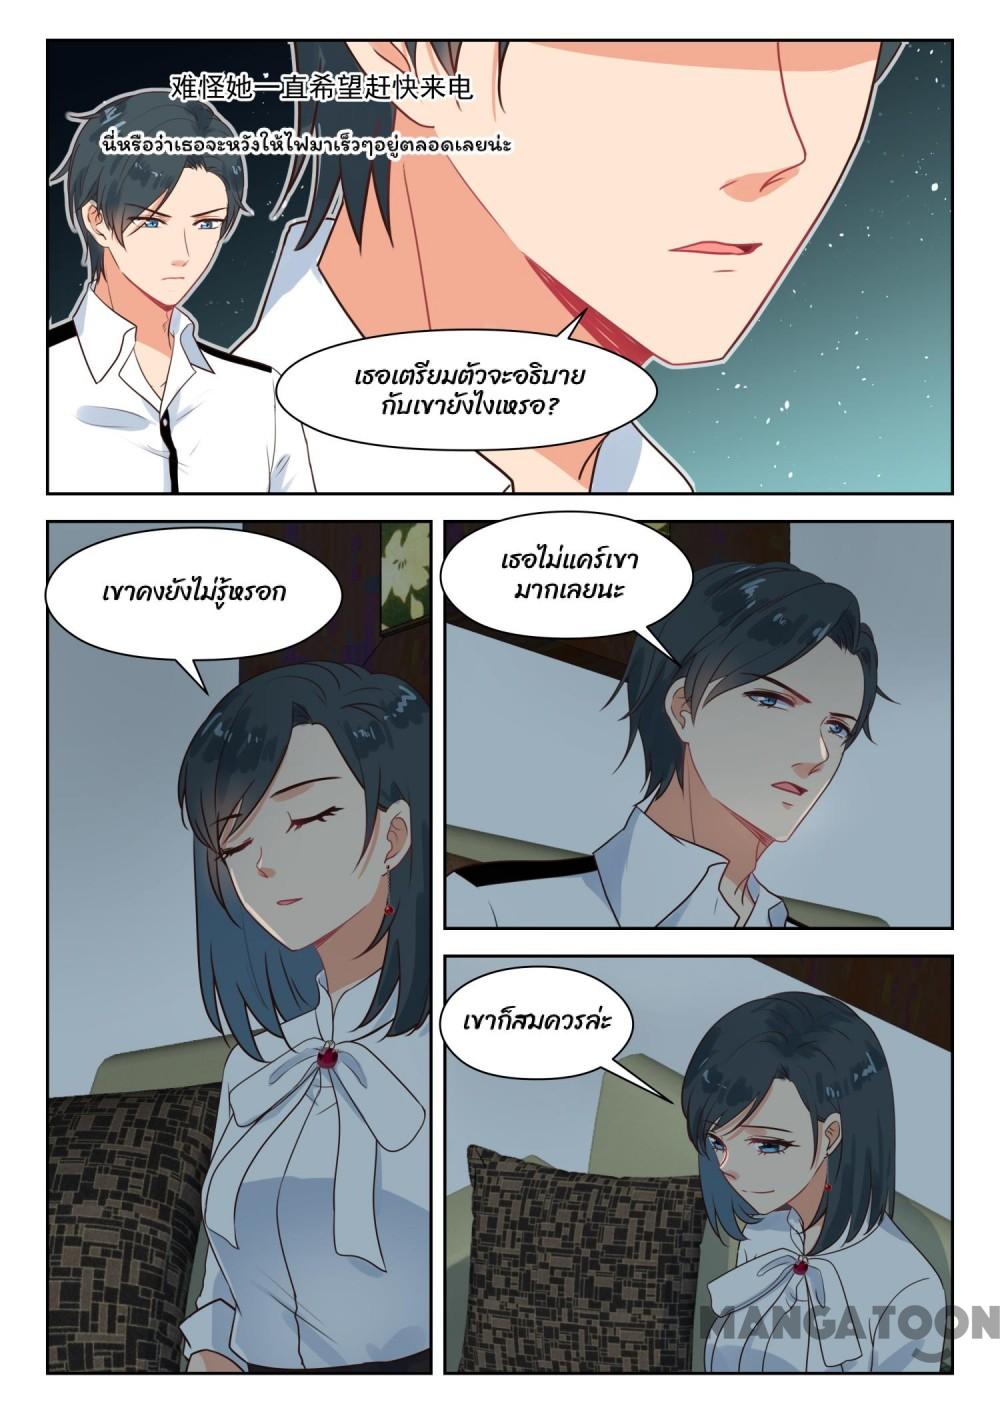 难怪她一直希望赶快来电
นี่หรือว่าเธอจะหวังให้ไฟมาเร็วๆอยู่ตลอดเลยน่ะ
เธอเตรียมตัวจะอธิบาย
กับเขายังไงเหรอ?
เขาคงยังไม่รู้หรอก
เธอไม่แคร์เขา
มากเลยนะ
เขาก็สมควรล่ะ
MANGATOON